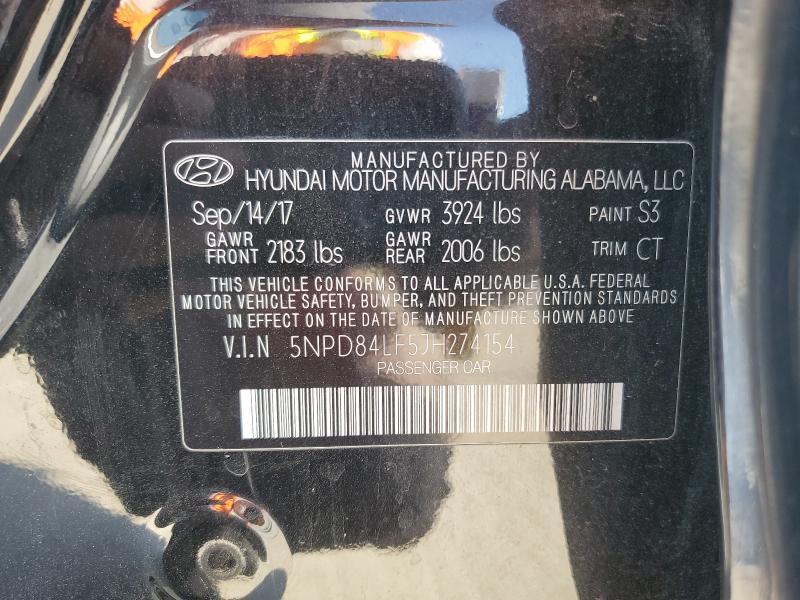 MANUFACTURED BY
HYUNDAI MOTOR MANUFACTURING ALABAMA, LLC
Sep/14/17 GVWR 3924 lbs PAINT S3
GAWR FRONT 2183 lbs GAWR REAR 2006 lbs TRIM CT
THIS VEHICLE CONFORMS TO ALL APPLICABLE U.S.A. FEDERAL
MOTOR VEHICLE SAFETY, BUMPER, AND THEFT PREVENTION STANDARDS
IN EFFECT ON THE DATE OF MANUFACTURE SHOWN ABOVE.
V.I.N 5NPD84LF5JH274154
PASSENGER CAR